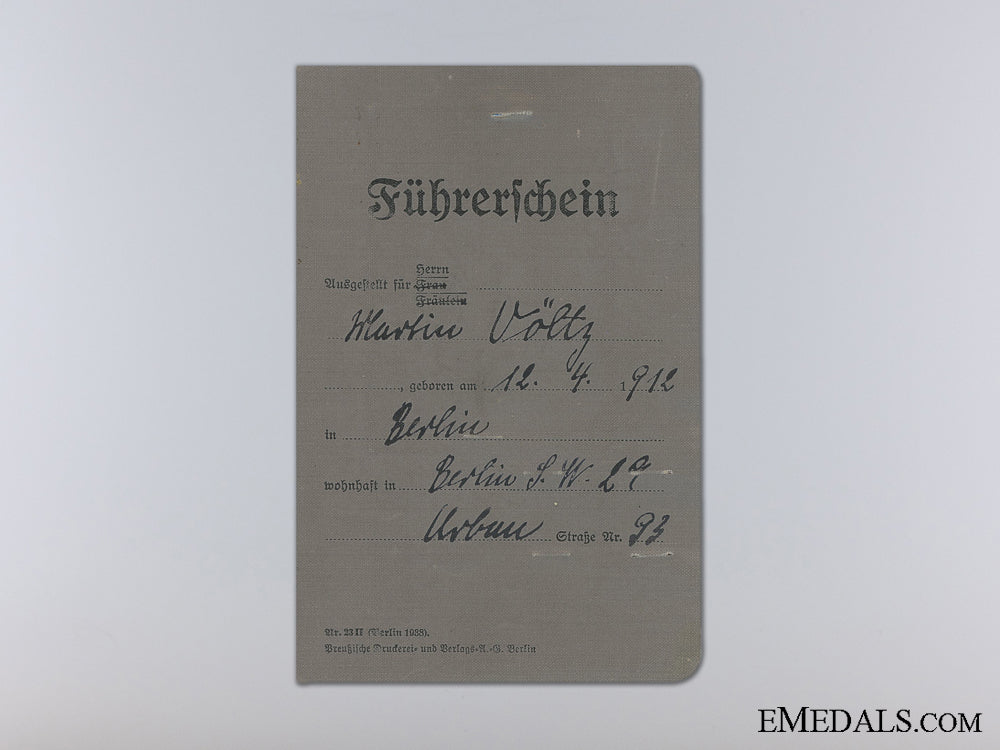 Führerschein
Herrn
Ausgestellt für Frau
Fräulein
Martin Völtz
, geboren am 12. 4. 1912
in Berlin
wohnhaft in Berlin S. W. 29
Urban Straße Nr. 93
Nr. 23 II (Berlin 1938).
Preußische Druckerei- und Verlags-A.-G. Berlin
EMEDALS.COM